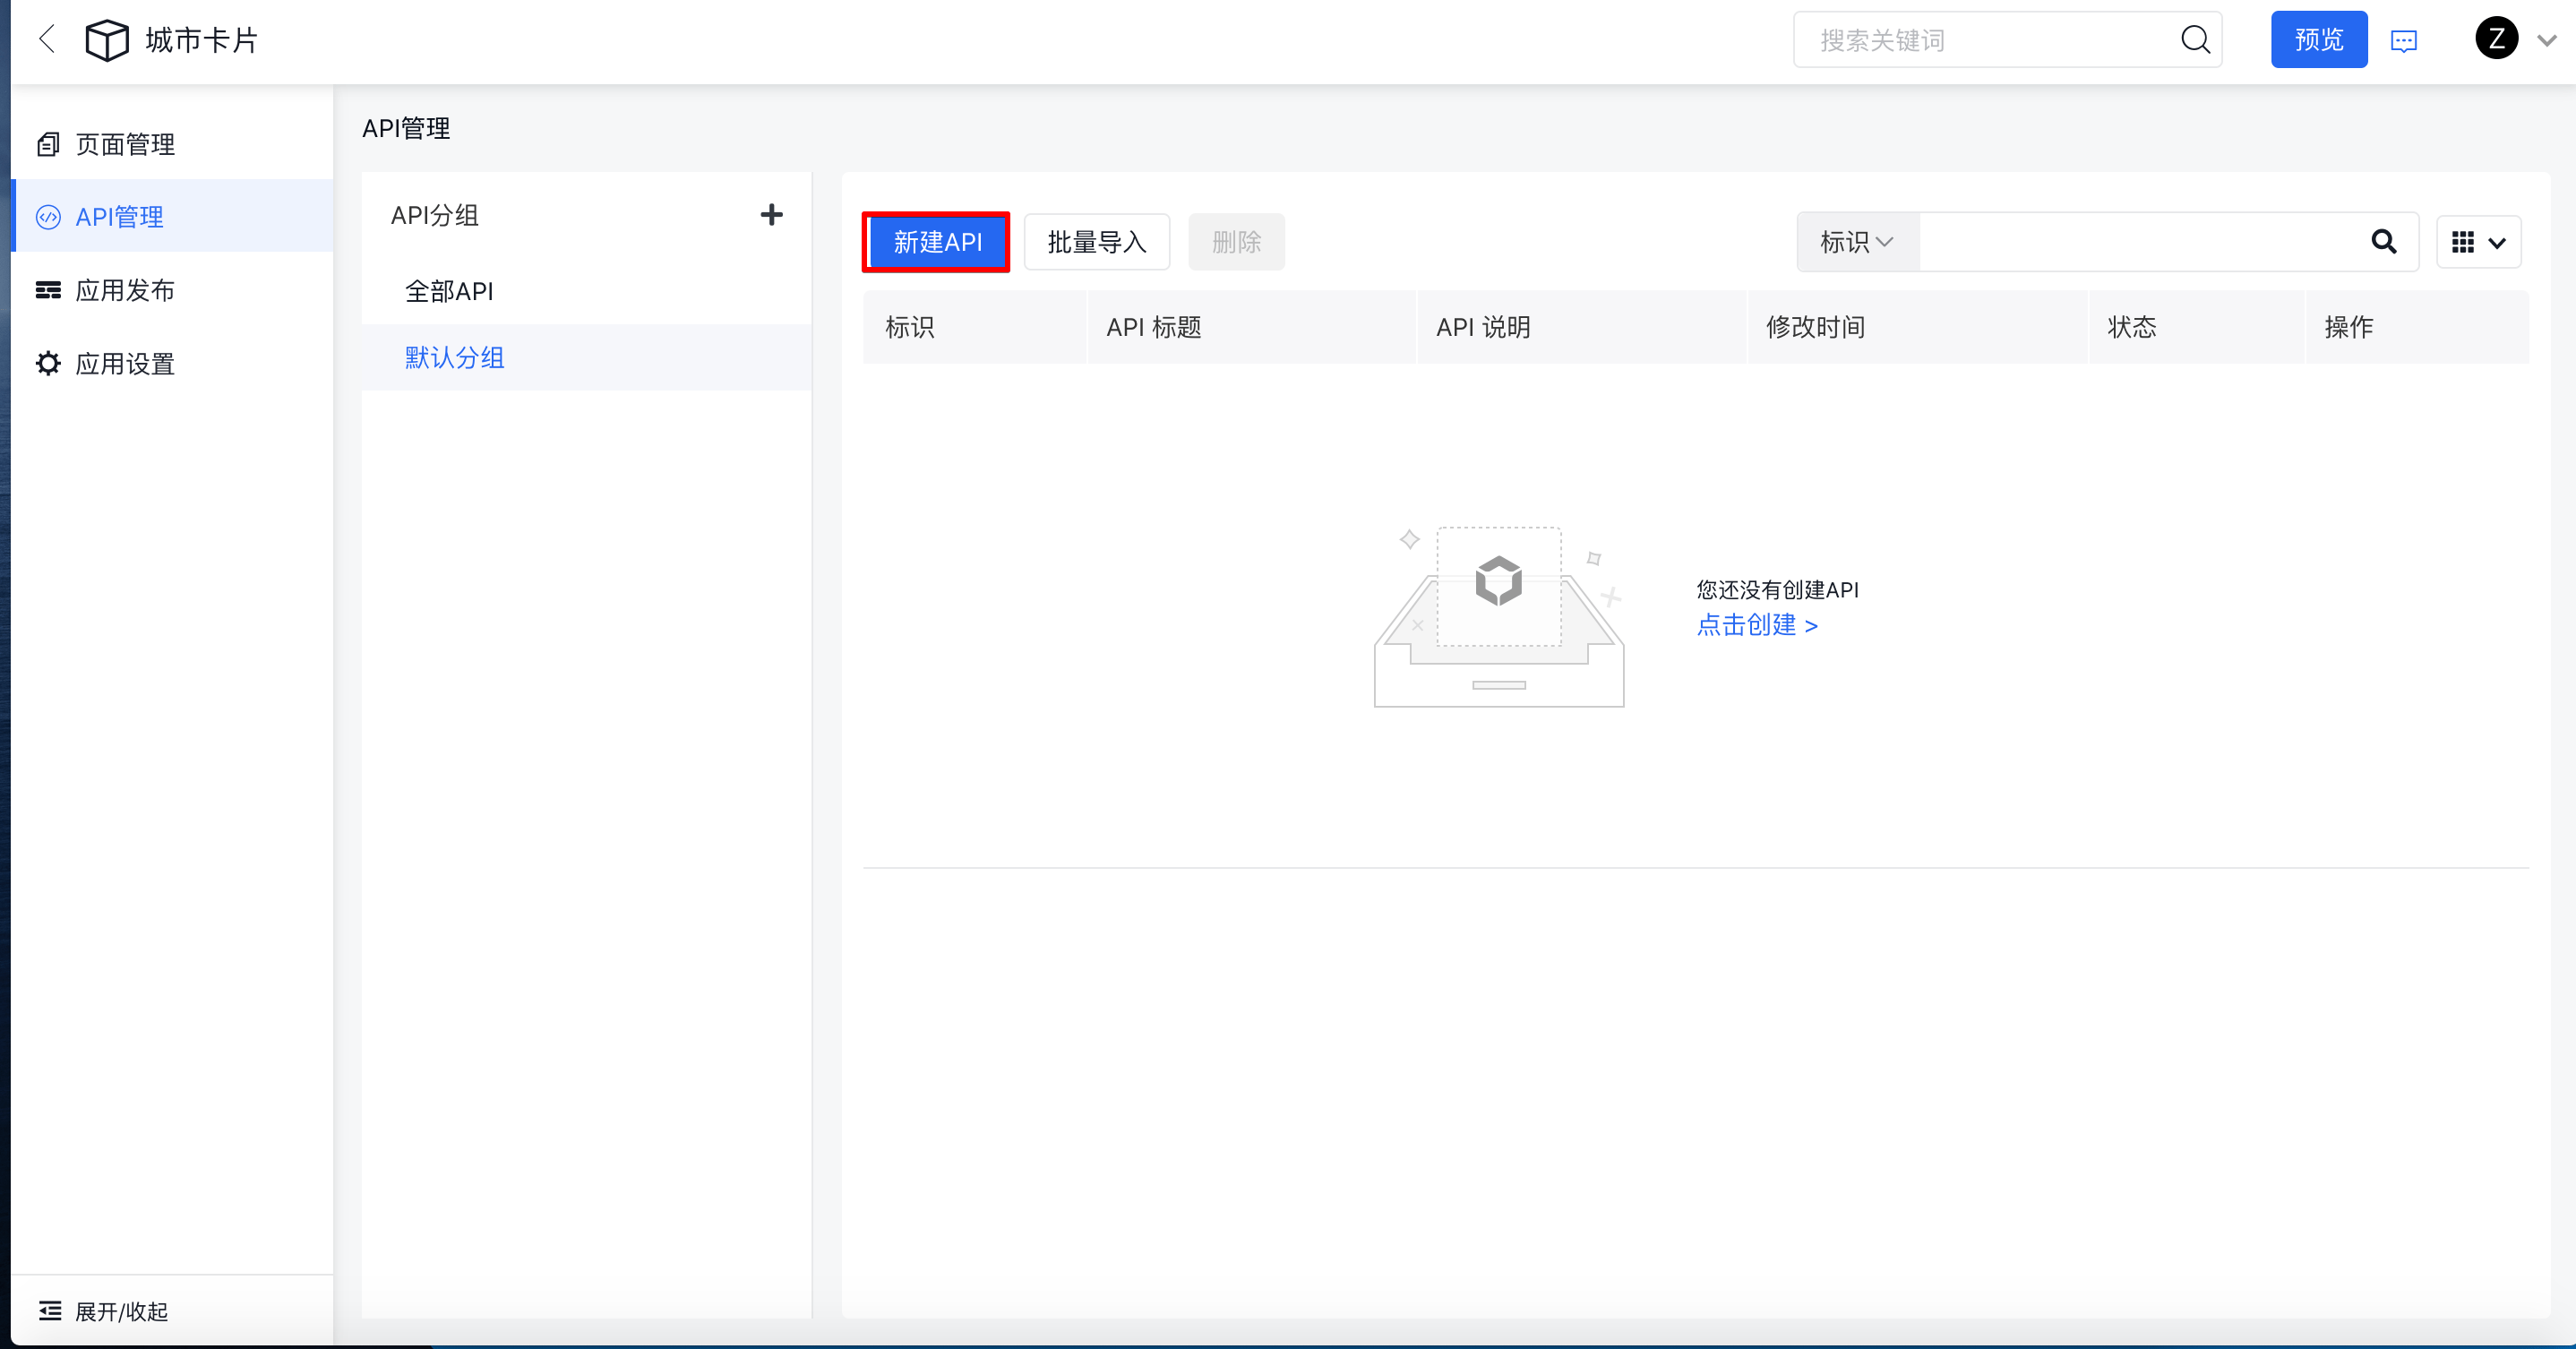 城市卡片
搜索关键词
预览
Z
页面管理
API管理
应用发布
应用设置
展开/收起
API管理
API分组
全部API
默认分组
新建API
批量导入
删除
标识
标识
API 标题
API 说明
修改时间
状态
操作
您还没有创建API
点击创建 >